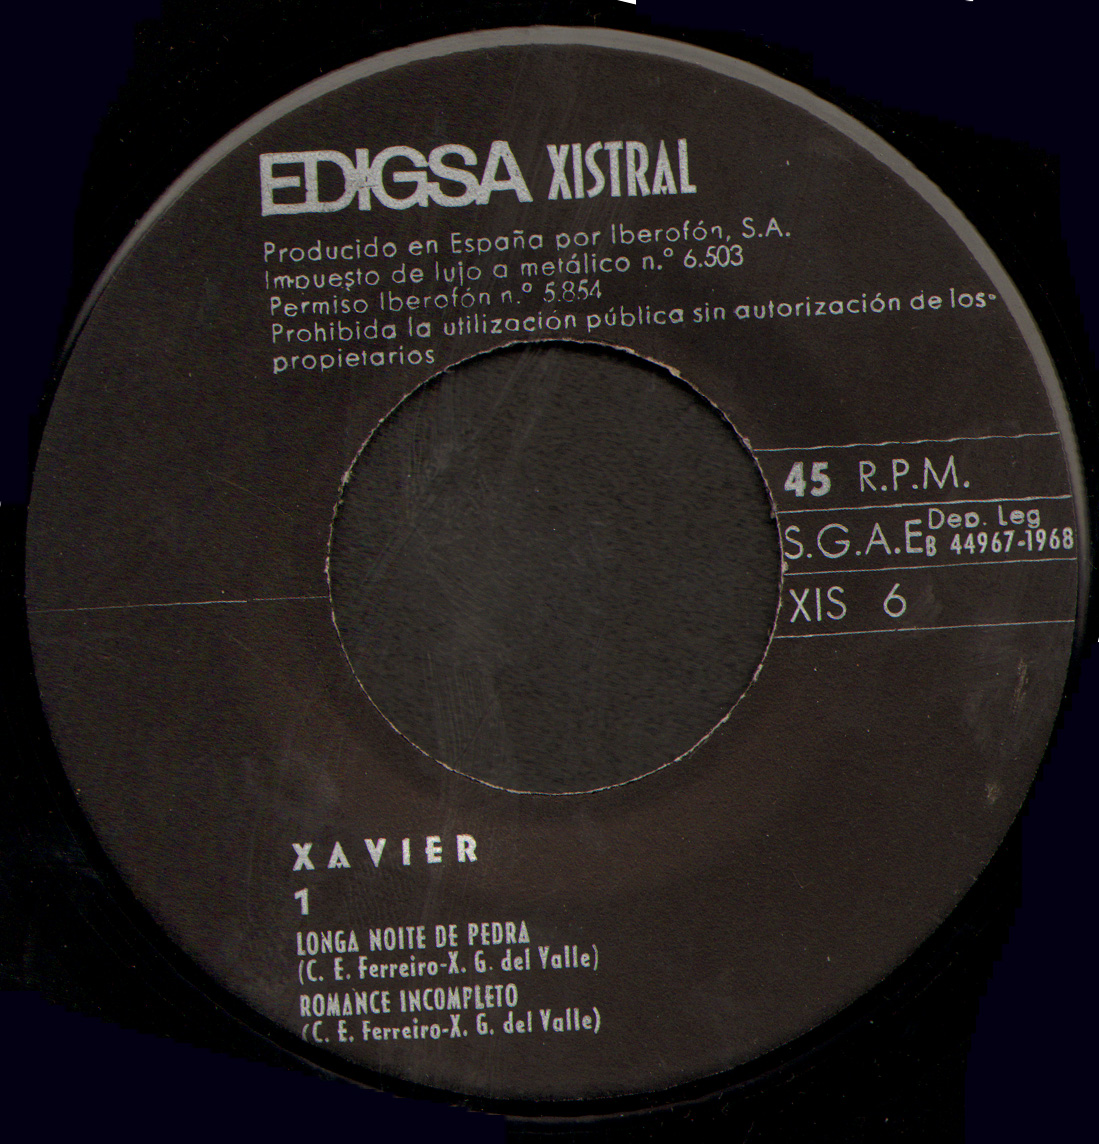 EDIGSA XISTRAL
Producido en España por Iberofón, S.A.
Impuesto de lujo a metálico n.º 6.503
Permiso Iberofón n.º 5.854
Prohibida la utilización pública sin autorización de los
propietarios
45 R.P.M.
S.G.A.E Dep. Leg
B 44967-1968
XIS 6
XAVIER
1
LONGA NOITE DE PEDRA
(C. E. Ferreiro-X. G. del Valle)
ROMANCE INCOMPLETO
(C. E. Ferreiro-X. G. del Valle)